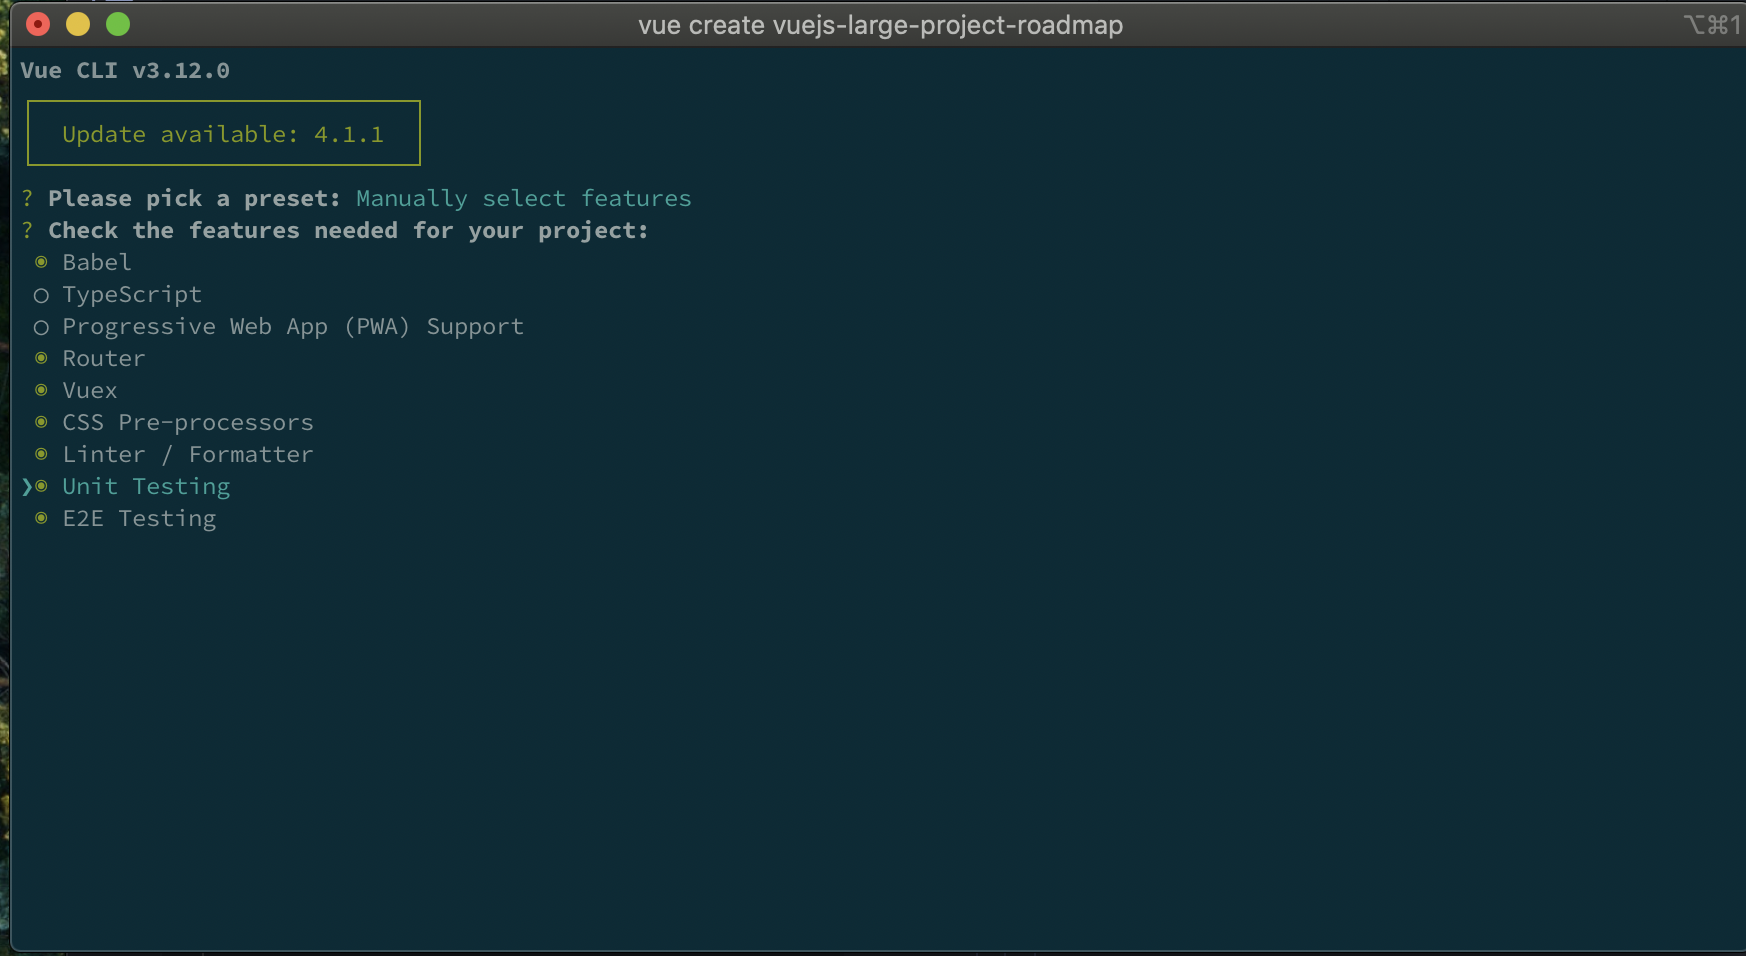 vue create vuejs-large-project-roadmap
⌥⌘1
Vue CLI v3.12.0
Update available: 4.1.1
? Please pick a preset: Manually select features
? Check the features needed for your project:
◉ Babel
◯ TypeScript
◯ Progressive Web App (PWA) Support
◉ Router
◉ Vuex
◉ CSS Pre-processors
◉ Linter / Formatter
❯◉ Unit Testing
◉ E2E Testing